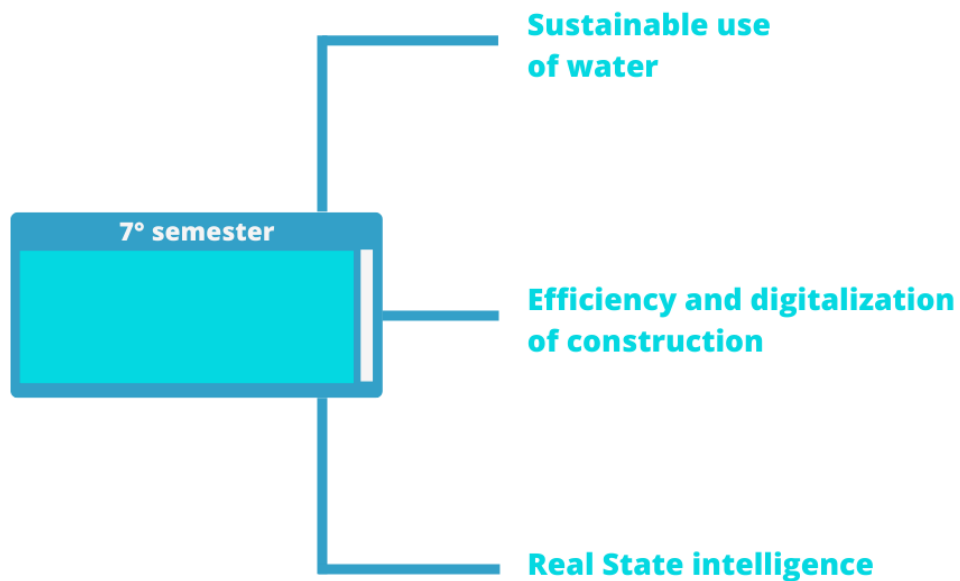 Sustainable use
of water
7° semester
Efficiency and digitalization
of construction
Real State intelligence